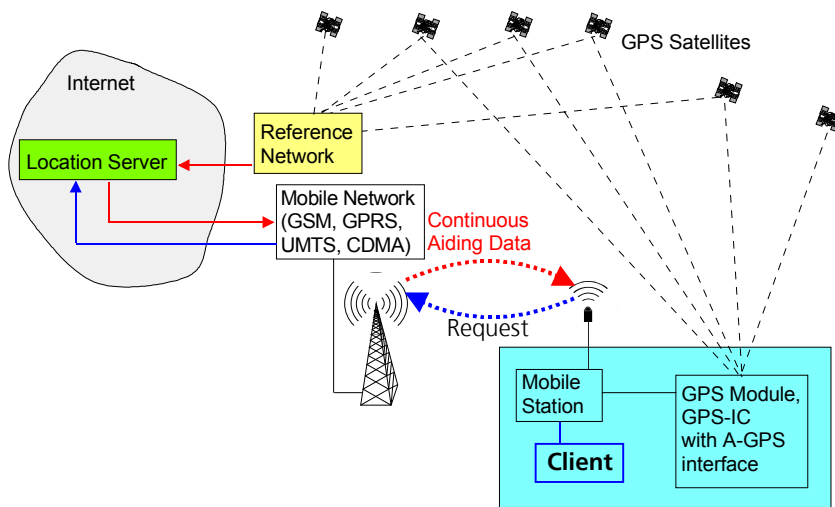 GPS Satellites
Internet
Reference
Network
Location Server
Mobile Network
(GSM, GPRS,
UMTS, CDMA)
Continuous
Aiding Data
Request
Mobile
Station
Client
GPS Module,
GPS-IC
with A-GPS
interface